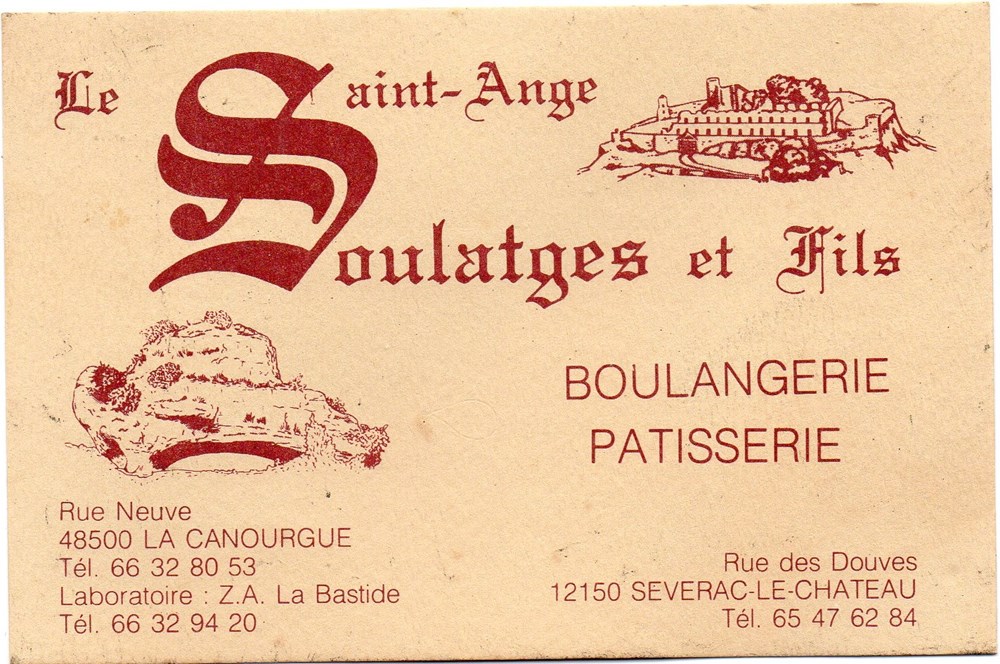 Le Saint-Ange
Soulatges et Fils
BOULANGERIE
PATISSERIE
Rue Neuve
48500 LA CANOURGUE
Tél. 66 32 80 53
Laboratoire : Z.A. La Bastide
Tél. 66 32 94 20
Rue des Douves
12150 SEVERAC-LE-CHATEAU
Tél. 65 47 62 84